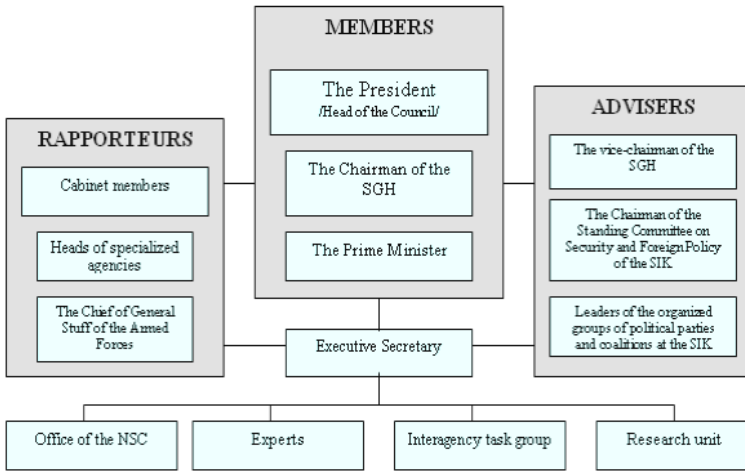 MEMBERS
The President
/Head of the Council/
The Chairman of the
SGH
The Prime Minister
RAPPORTEURS
Cabinet members
Heads of specialized
agencies
The Chief of General
Stuff of the Armed
Forces
ADVISERS
The vice-chairman of the
SGH
The Chairman of the
Standing Committee on
Security and Foreign Policy
of the SIK
Leaders of the organized
groups of political parties
and coalitions at the SIK
Executive Secretary
Office of the NSC
Experts
Interagency task group
Research unit